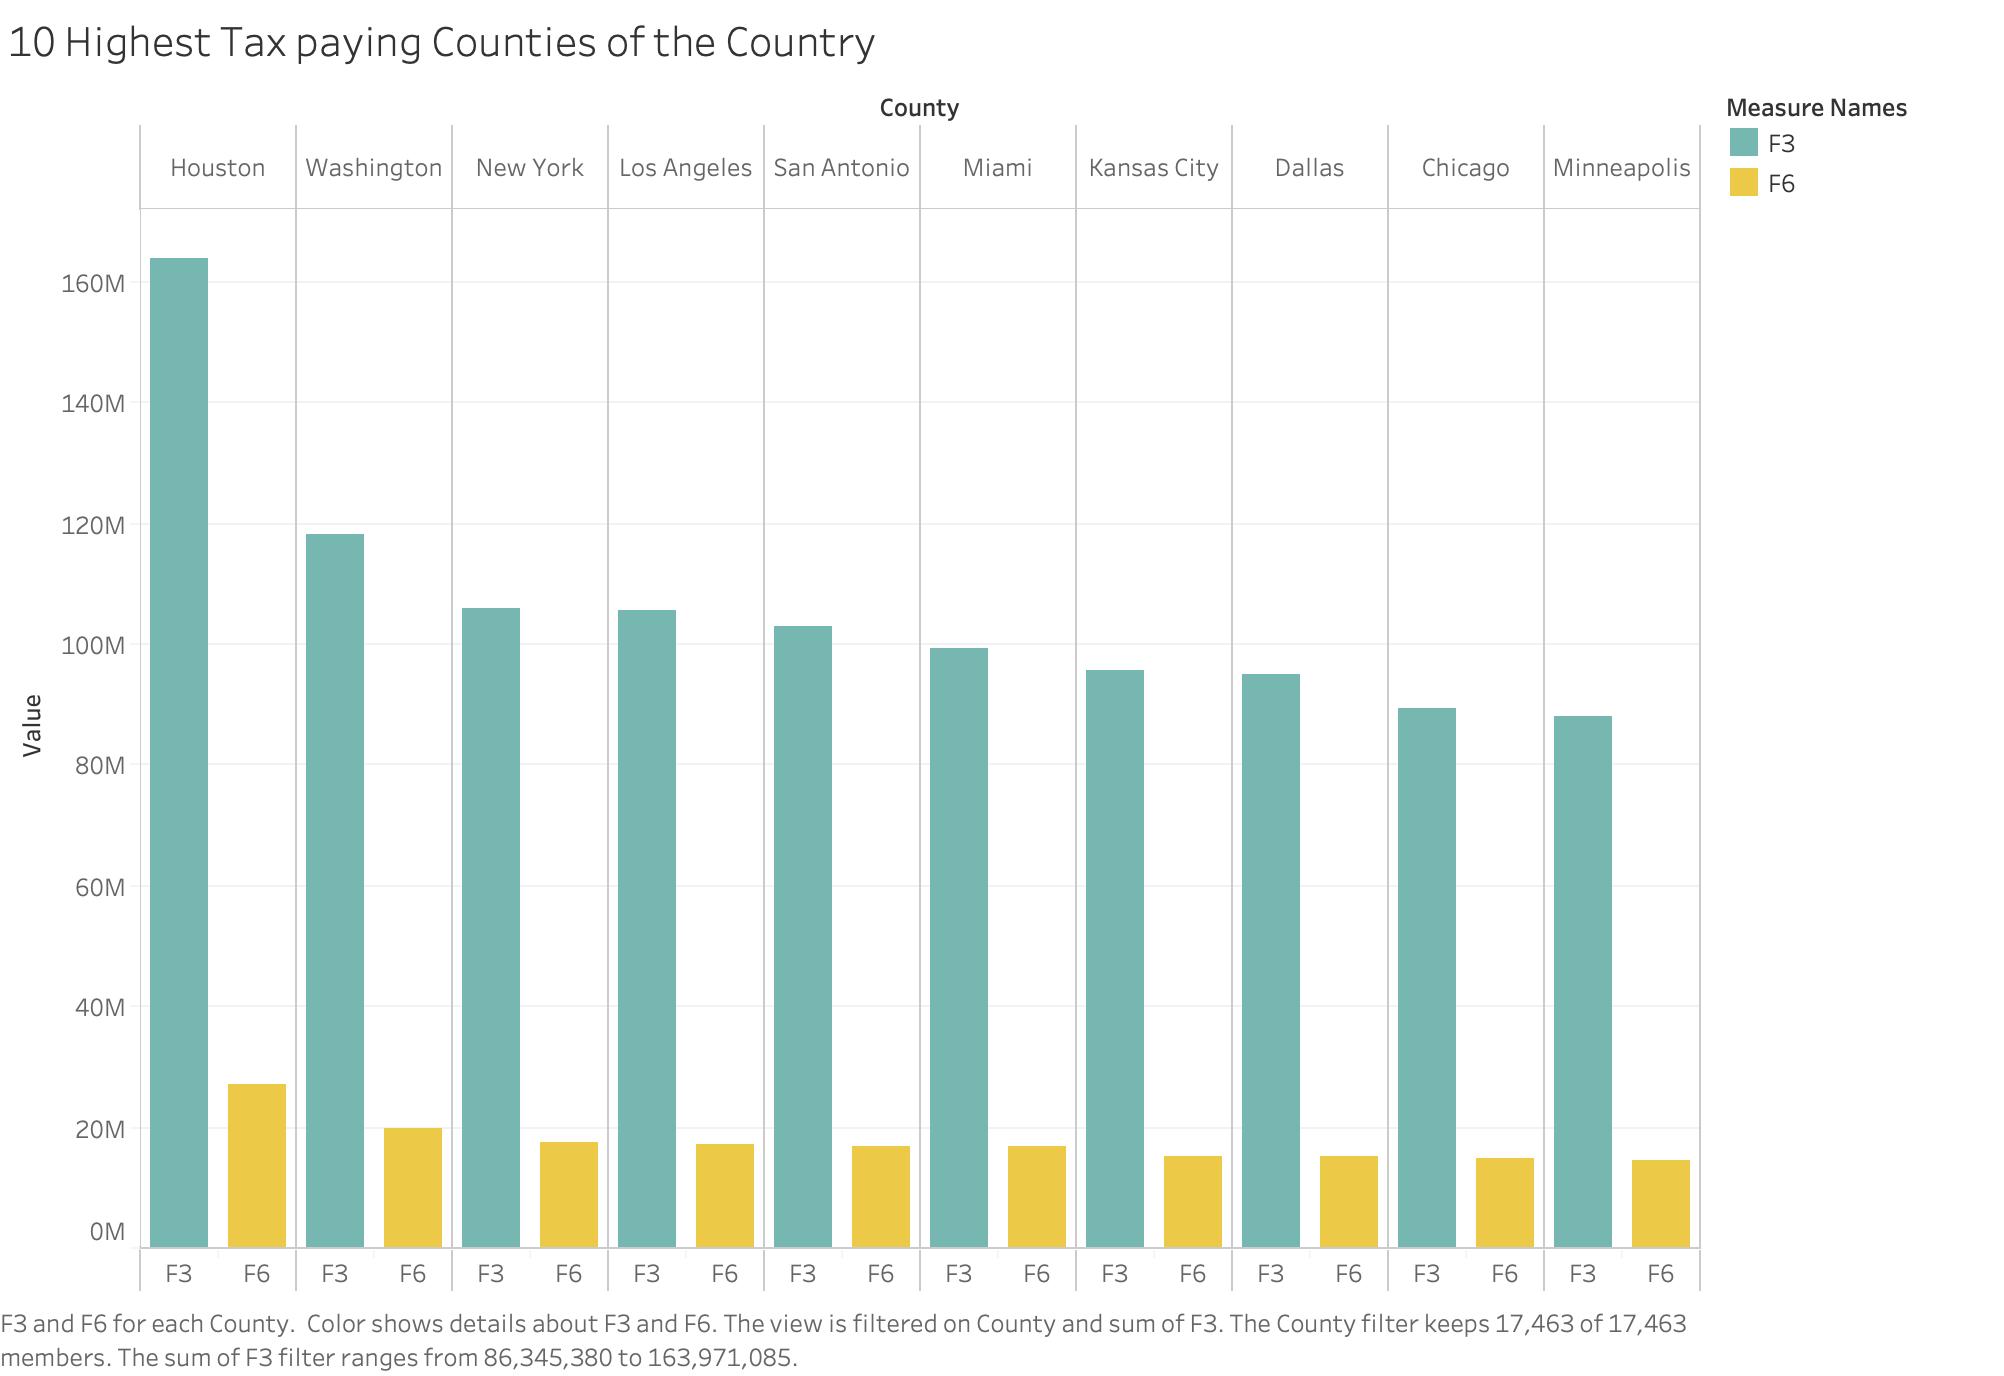 10 Highest Tax paying Counties of the Country
County
Measure Names
F3
F6
Houston Washington New York Los Angeles San Antonio Miami Kansas City Dallas Chicago Minneapolis
160M
140M
120M
100M
80M
60M
40M
20M
0M
Value
F3 F6 F3 F6 F3 F6 F3 F6 F3 F6 F3 F6 F3 F6 F3 F6 F3 F6 F3 F6
F3 and F6 for each County.  Color shows details about F3 and F6. The view is filtered on County and sum of F3. The County filter keeps 17,463 of 17,463
members. The sum of F3 filter ranges from 86,345,380 to 163,971,085.